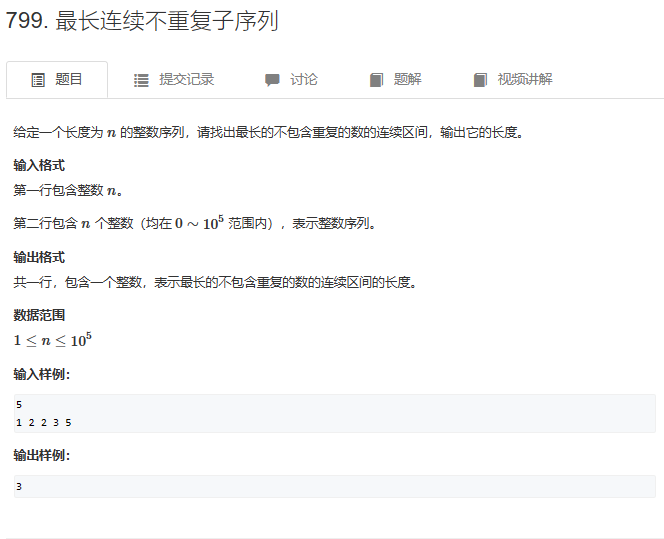 799. 最长连续不重复子序列
题目 提交记录 讨论 题解 视频讲解
给定一个长度为 n 的整数序列，请找出最长的不包含重复的数的连续区间，输出它的长度。
输入格式
第一行包含整数 n。
第二行包含 n 个整数（均在 0 ∼ 10⁵ 范围内），表示整数序列。
输出格式
共一行，包含一个整数，表示最长的不包含重复的数的连续区间的长度。
数据范围
1 ≤ n ≤ 10⁵
输入样例：
5
1 2 2 3 5
输出样例：
3